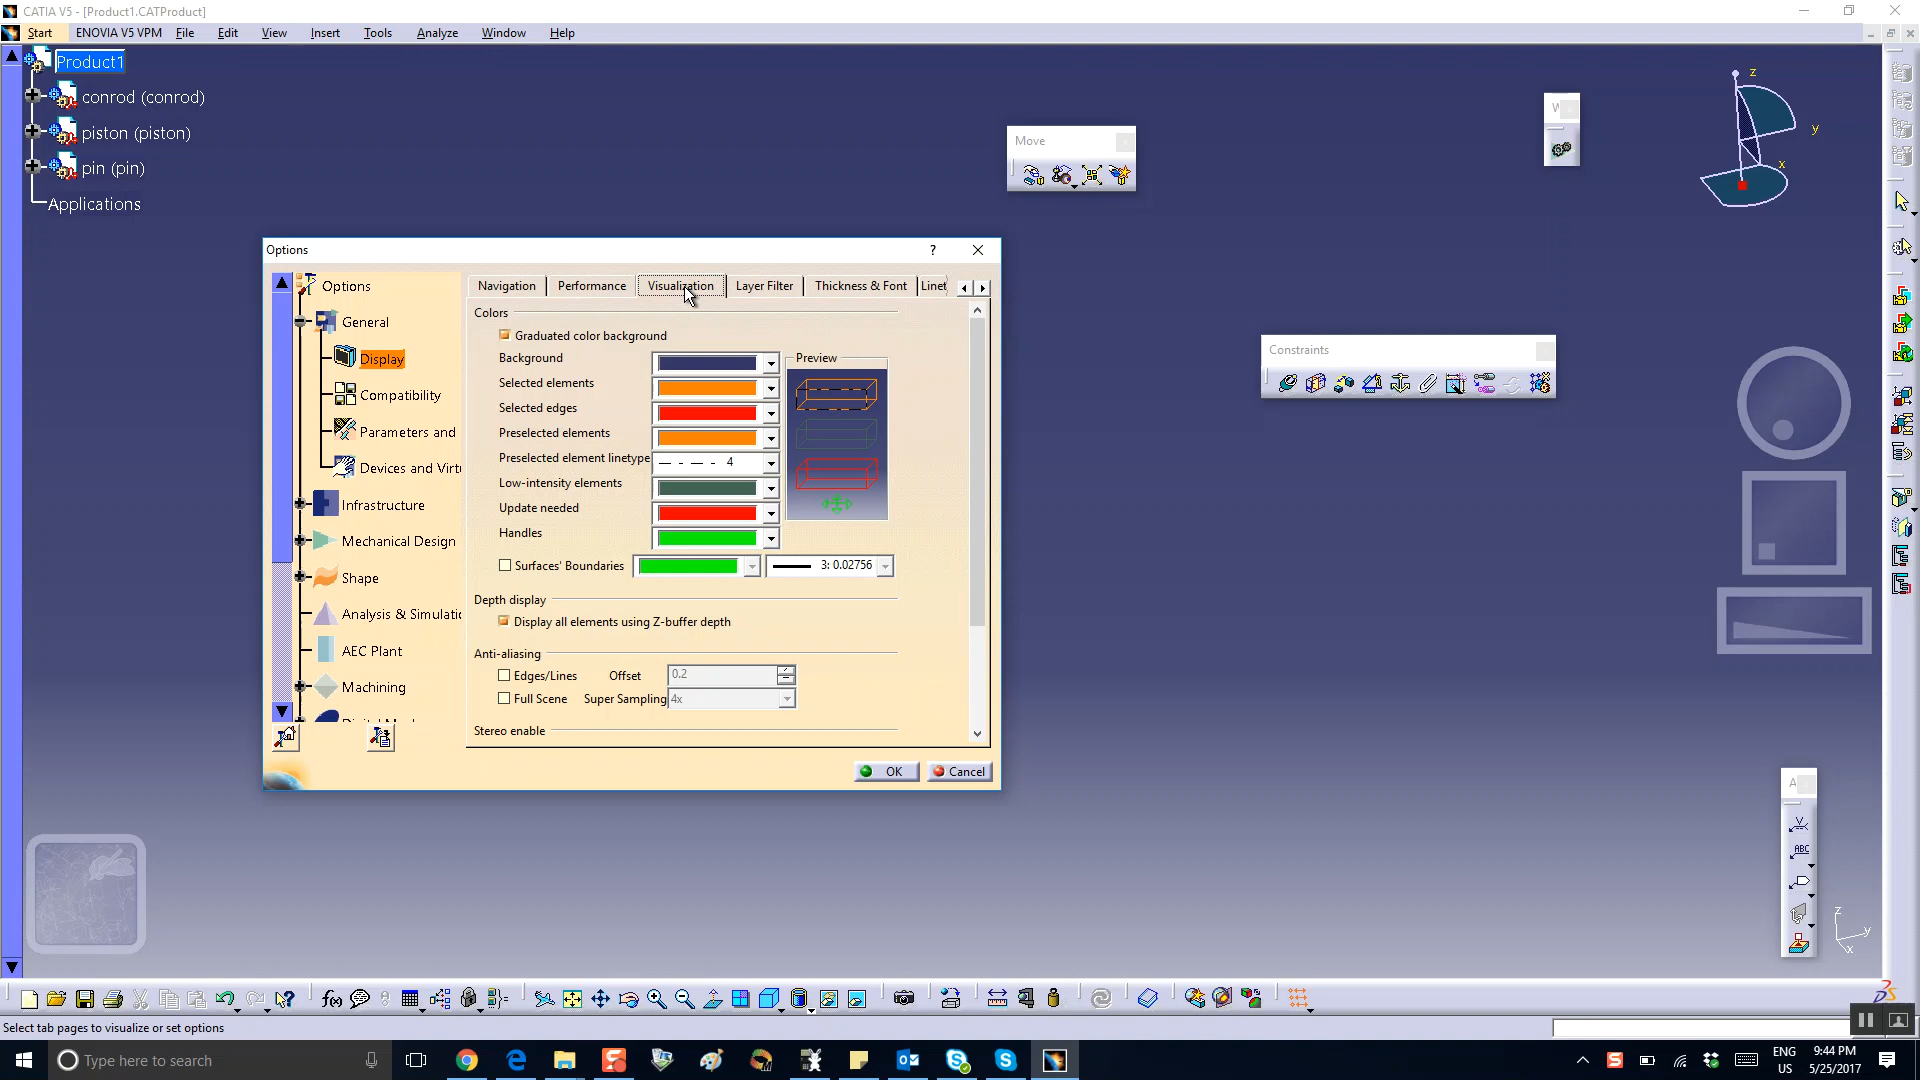 CATIA V5 - [Product1.CATProduct]
Start ENOVIA V5 VPM File Edit View Insert Tools Analyze Window Help
Product1
conrod (conrod)
piston (piston)
pin (pin)
Applications
z
y
x
Move
Constraints
Options
?
Options
General
Display
Compatibility
Parameters and
Devices and Virtu
Infrastructure
Mechanical Design
Shape
Analysis & Simulatic
AEC Plant
Machining
Navigation Performance Visualization Layer Filter Thickness & Font Linet
Colors
Graduated color background
Background
Selected elements
Selected edges
Preselected elements
Preselected element linetype 4
Low-intensity elements
Update needed
Handles
Preview
Surfaces' Boundaries 3: 0.02756
Depth display
Display all elements using Z-buffer depth
Anti-aliasing
Edges/Lines Offset 0.2
Full Scene Super Sampling 4x
Stereo enable
OK Cancel
A
ABC
z
y
x
f(x)
Select tab pages to visualize or set options
Type here to search
ENG
US
9:44 PM
5/25/2017